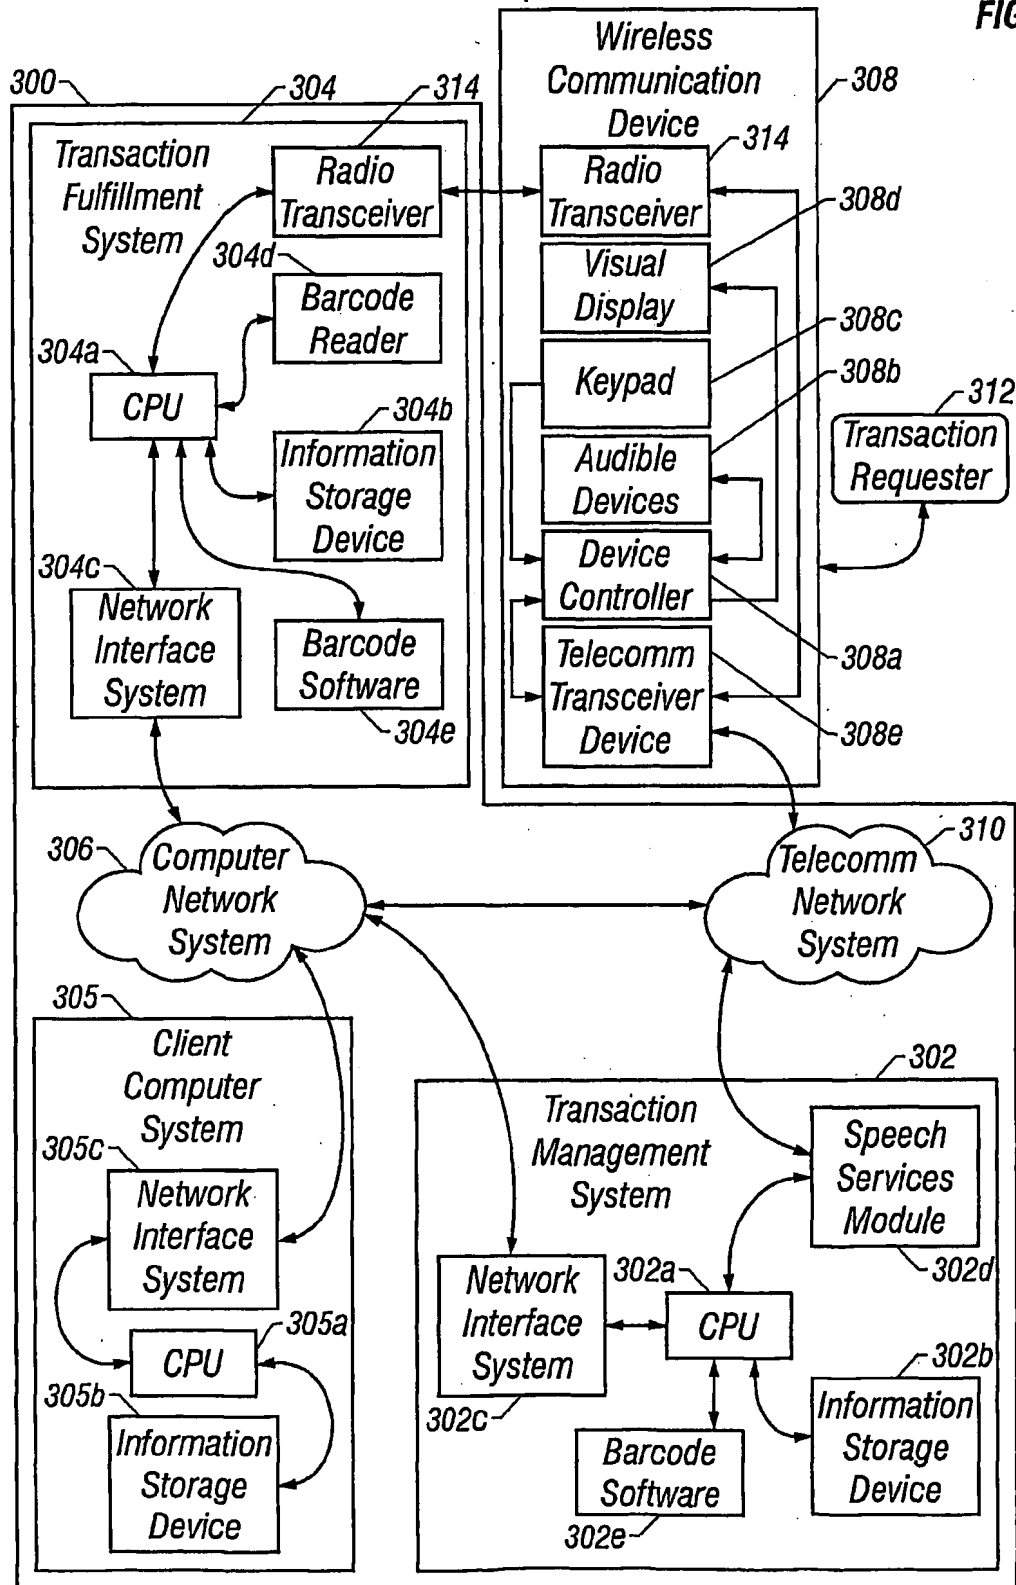 FIG
300
304
314
Transaction
Fulfillment
System
Radio
Transceiver
304d
Barcode
Reader
304a
CPU
304b
Information
Storage
Device
304c
Network
Interface
System
Barcode
Software
304e
Wireless
Communication
Device
308
314
Radio
Transceiver
308d
Visual
Display
308c
Keypad
308b
Audible
Devices
Device
Controller
308a
Telecomm
Transceiver
Device
308e
312
Transaction
Requester
306
Computer
Network
System
310
Telecomm
Network
System
305
Client
Computer
System
305c
Network
Interface
System
305a
CPU
305b
Information
Storage
Device
302
Transaction
Management
System
Speech
Services
Module
302d
302a
CPU
Network
Interface
System
302c
302b
Information
Storage
Device
Barcode
Software
302e